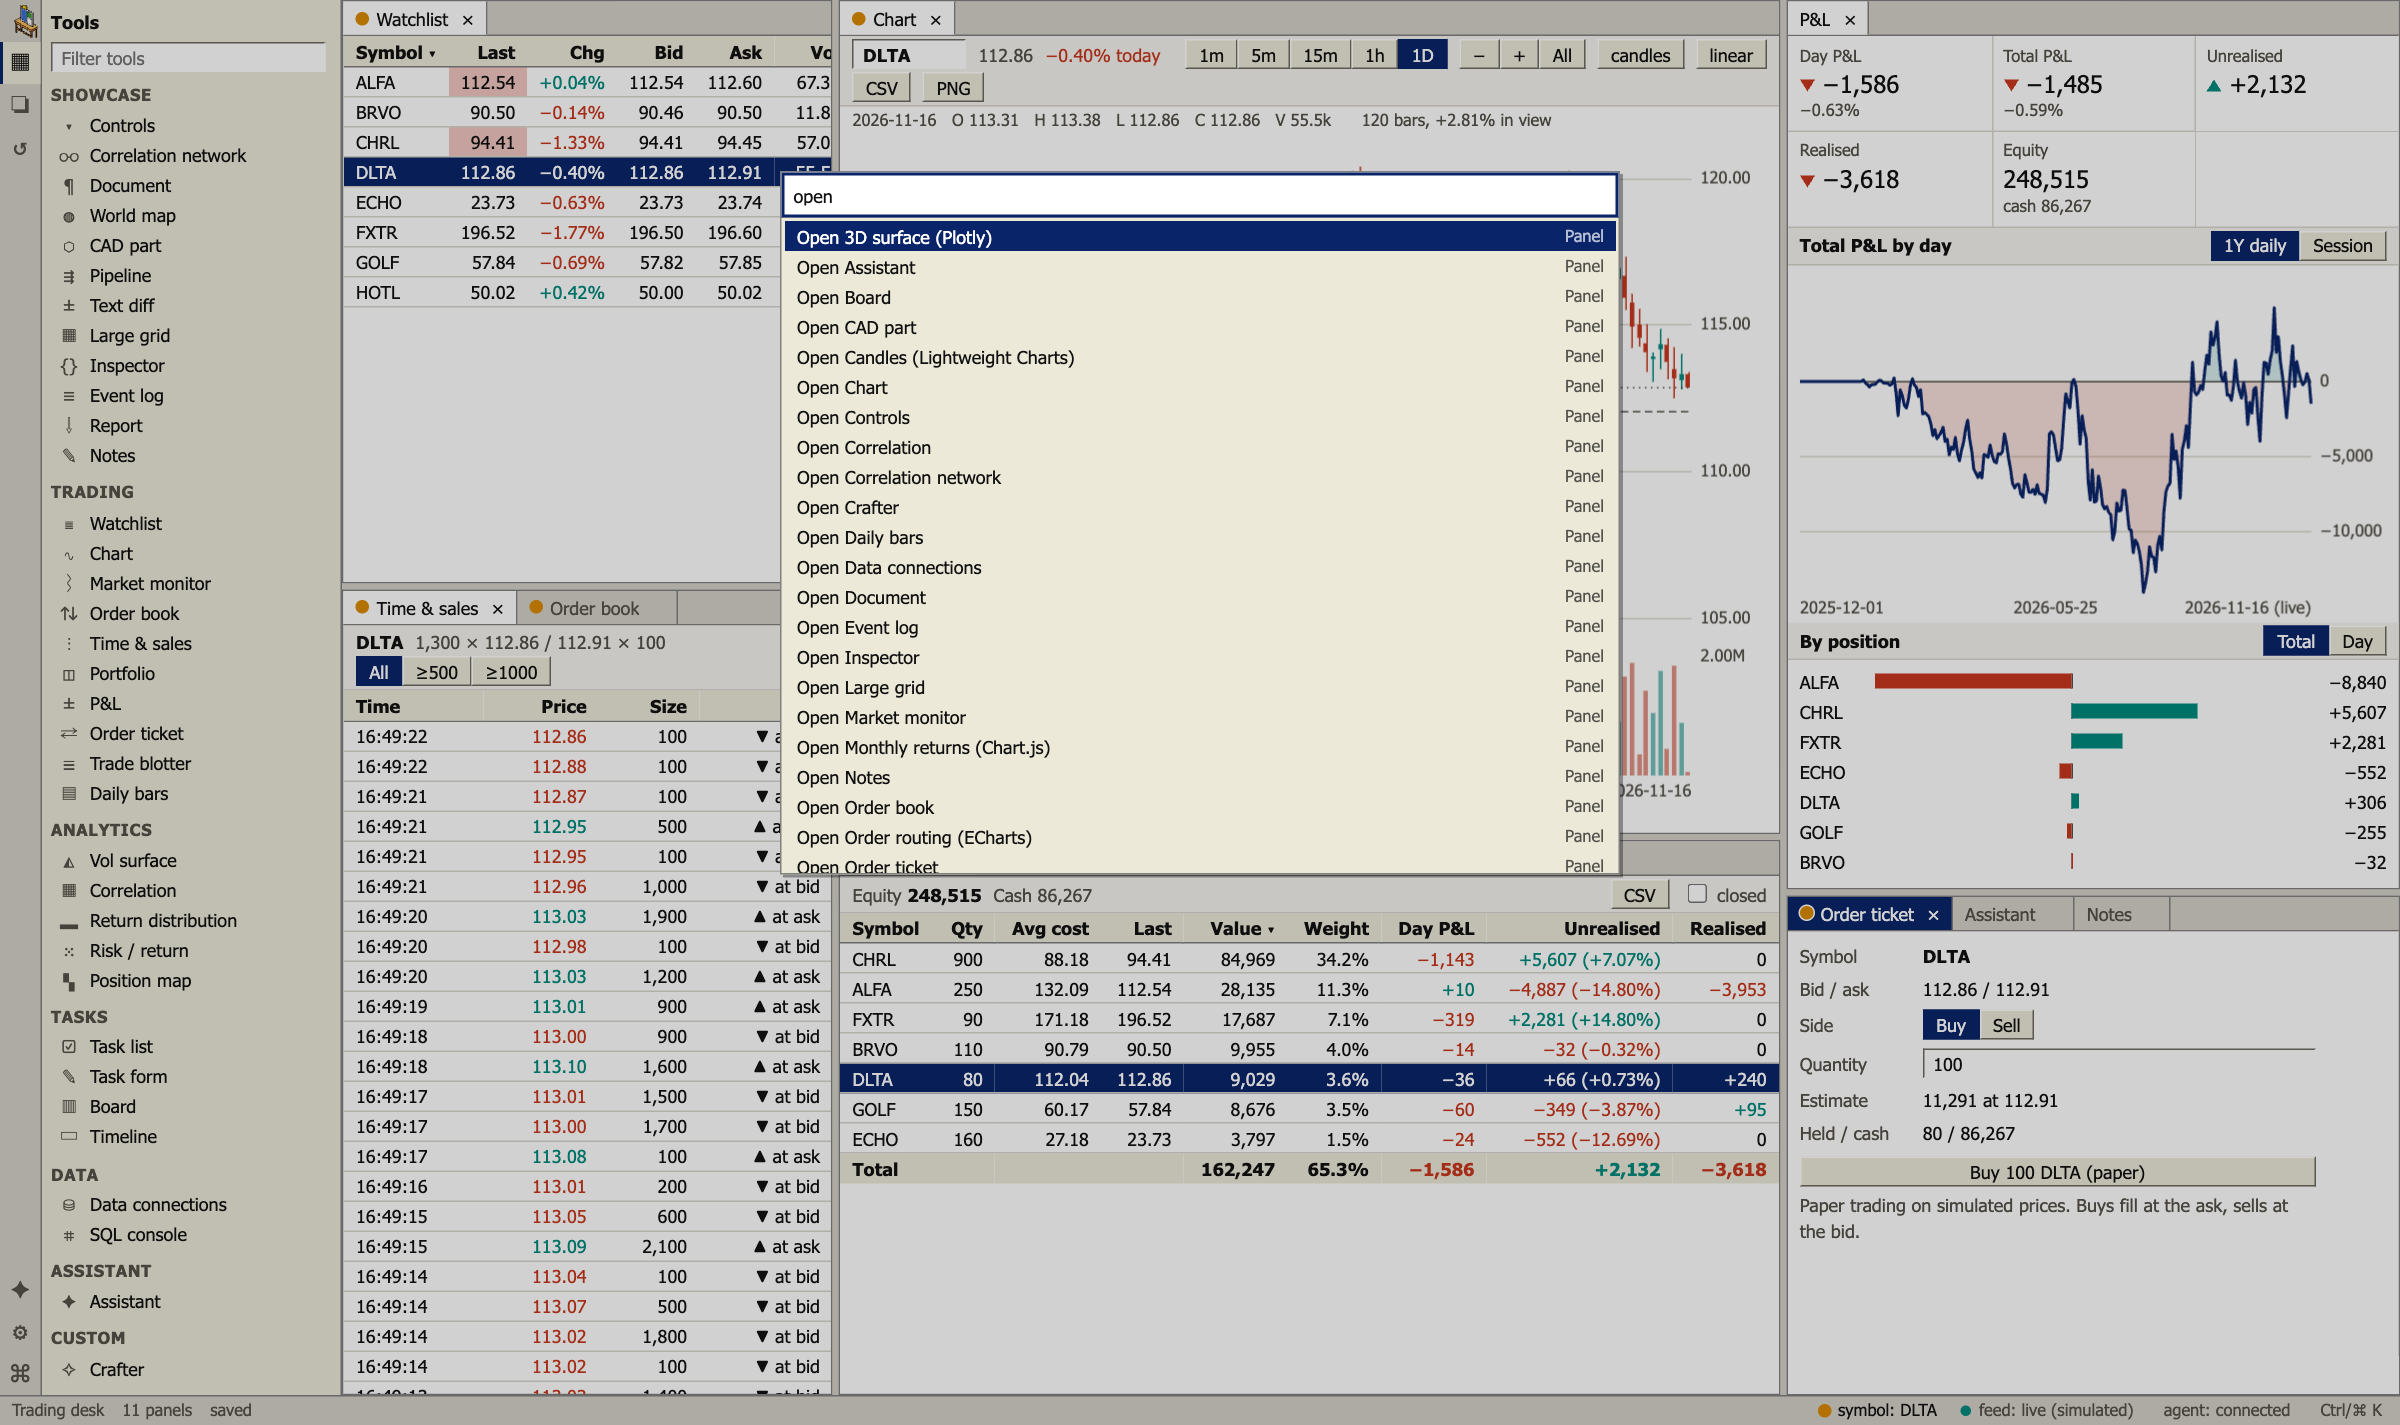 Tools
Filter tools
SHOWCASE
Controls
Correlation network
Document
World map
CAD part
Pipeline
Text diff
Large grid
Inspector
Event log
Report
Notes
TRADING
Watchlist
Chart
Market monitor
Order book
Time & sales
Portfolio
P&L
Order ticket
Trade blotter
Daily bars
ANALYTICS
Vol surface
Correlation
Return distribution
Risk / return
Position map
TASKS
Task list
Task form
Board
Timeline
DATA
Data connections
SQL console
ASSISTANT
Assistant
CUSTOM
Crafter
Watchlist
Symbol Last Chg Bid Ask Vo
ALFA 112.54 +0.04% 112.54 112.60 67.3
BRVO 90.50 −0.14% 90.46 90.50 11.8
CHRL 94.41 −1.33% 94.41 94.45 57.0
DLTA 112.86 −0.40% 112.86 112.91
ECHO 23.73 −0.63% 23.73 23.74
FXTR 196.52 −1.77% 196.50 196.60
GOLF 57.84 −0.69% 57.82 57.85
HOTL 50.02 +0.42% 50.00 50.02
Time & sales Order book
DLTA 1,300 × 112.86 / 112.91 × 100
All ≥500 ≥1000
Time Price Size
16:49:22 112.86 100 ▼ a
16:49:22 112.88 100 ▼ a
16:49:21 112.87 100 ▼ a
16:49:21 112.95 500 ▲ a
16:49:21 112.95 100 ▼ a
16:49:21 112.96 1,000 ▼ at bid
16:49:20 113.03 1,900 ▲ at ask
16:49:20 112.98 100 ▼ at bid
16:49:20 113.03 1,200 ▲ at ask
16:49:19 113.01 900 ▲ at ask
16:49:18 113.00 900 ▼ at bid
16:49:18 113.10 1,600 ▲ at ask
16:49:17 113.01 1,500 ▼ at bid
16:49:17 113.00 1,700 ▼ at bid
16:49:17 113.08 100 ▲ at ask
16:49:16 113.01 200 ▼ at bid
16:49:15 113.05 600 ▼ at bid
16:49:15 113.09 2,100 ▲ at ask
16:49:14 113.04 100 ▼ at bid
16:49:14 113.07 500 ▼ at bid
16:49:14 113.02 1,800 ▼ at bid
16:49:14 113.02 100 ▼ at bid
Chart
DLTA 112.86 −0.40% today 1m 5m 15m 1h 1D − + All candles linear
CSV PNG
2026-11-16 O 113.31 H 113.38 L 112.86 C 112.86 V 55.5k 120 bars, +2.81% in view
120.00
115.00
110.00
105.00
2.00M
026-11-16
open
Open 3D surface (Plotly) Panel
Open Assistant Panel
Open Board Panel
Open CAD part Panel
Open Candles (Lightweight Charts) Panel
Open Chart Panel
Open Controls Panel
Open Correlation Panel
Open Correlation network Panel
Open Crafter Panel
Open Daily bars Panel
Open Data connections Panel
Open Document Panel
Open Event log Panel
Open Inspector Panel
Open Large grid Panel
Open Market monitor Panel
Open Monthly returns (Chart.js) Panel
Open Notes Panel
Open Order book Panel
Open Order routing (ECharts) Panel
Open Order ticket Panel
Equity 248,515 Cash 86,267 CSV closed
Symbol Qty Avg cost Last Value Weight Day P&L Unrealised Realised
CHRL 900 88.18 94.41 84,969 34.2% −1,143 +5,607 (+7.07%) 0
ALFA 250 132.09 112.54 28,135 11.3% +10 −4,887 (−14.80%) −3,953
FXTR 90 171.18 196.52 17,687 7.1% −319 +2,281 (+14.80%) 0
BRVO 110 90.79 90.50 9,955 4.0% −14 −32 (−0.32%) 0
DLTA 80 112.04 112.86 9,029 3.6% −36 +66 (+0.73%) +240
GOLF 150 60.17 57.84 8,676 3.5% −60 −349 (−3.87%) +95
ECHO 160 27.18 23.73 3,797 1.5% −24 −552 (−12.69%) 0
Total 162,247 65.3% −1,586 +2,132 −3,618
P&L
Day P&L Total P&L Unrealised
▼ −1,586 ▼ −1,485 ▲ +2,132
−0.63% −0.59%
Realised Equity
▼ −3,618 248,515
cash 86,267
Total P&L by day 1Y daily Session
0
−5,000
−10,000
2025-12-01 2026-05-25 2026-11-16 (live)
By position Total Day
ALFA −8,840
CHRL +5,607
FXTR +2,281
ECHO −552
DLTA +306
GOLF −255
BRVO −32
Order ticket Assistant Notes
Symbol DLTA
Bid / ask 112.86 / 112.91
Side Buy Sell
Quantity 100
Estimate 11,291 at 112.91
Held / cash 80 / 86,267
Buy 100 DLTA (paper)
Paper trading on simulated prices. Buys fill at the ask, sells at
the bid.
Trading desk 11 panels saved symbol: DLTA feed: live (simulated) agent: connected Ctrl/⌘ K